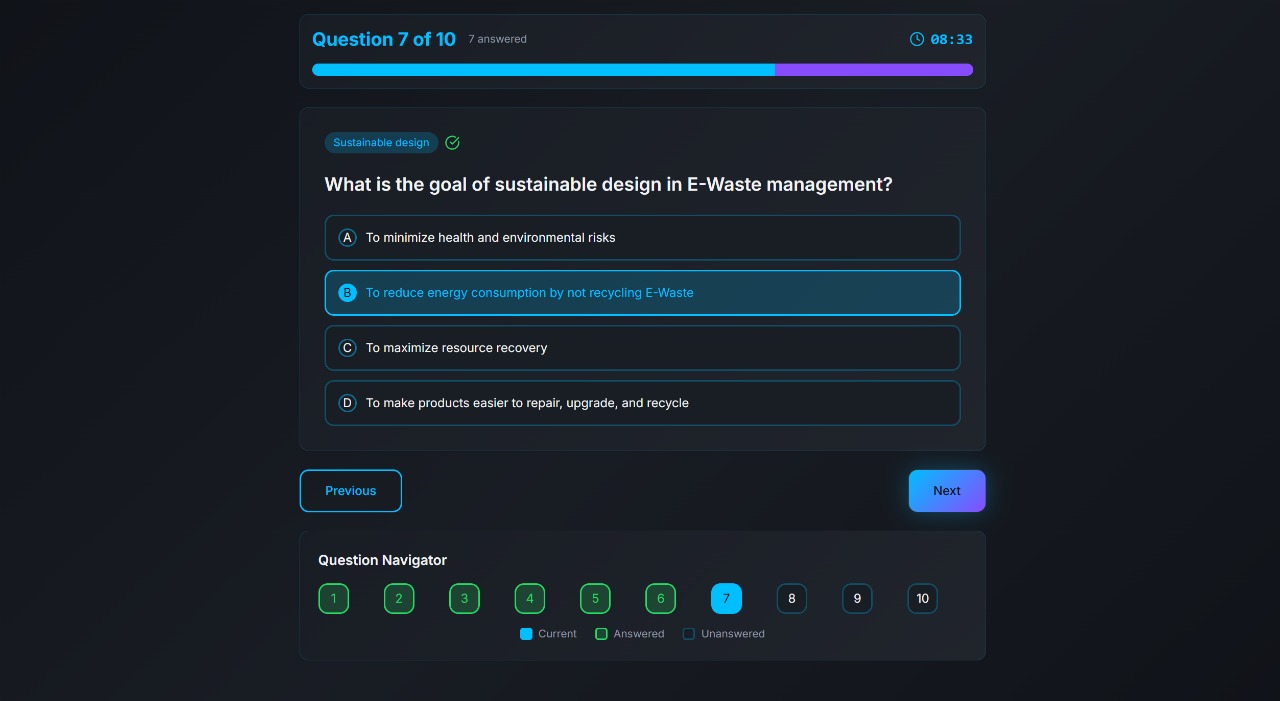 Question 7 of 10 7 answered 08:33
Sustainable design
What is the goal of sustainable design in E-Waste management?
A To minimize health and environmental risks
B To reduce energy consumption by not recycling E-Waste
C To maximize resource recovery
D To make products easier to repair, upgrade, and recycle
Previous Next
Question Navigator
1 2 3 4 5 6 7 8 9 10
Current Answered Unanswered